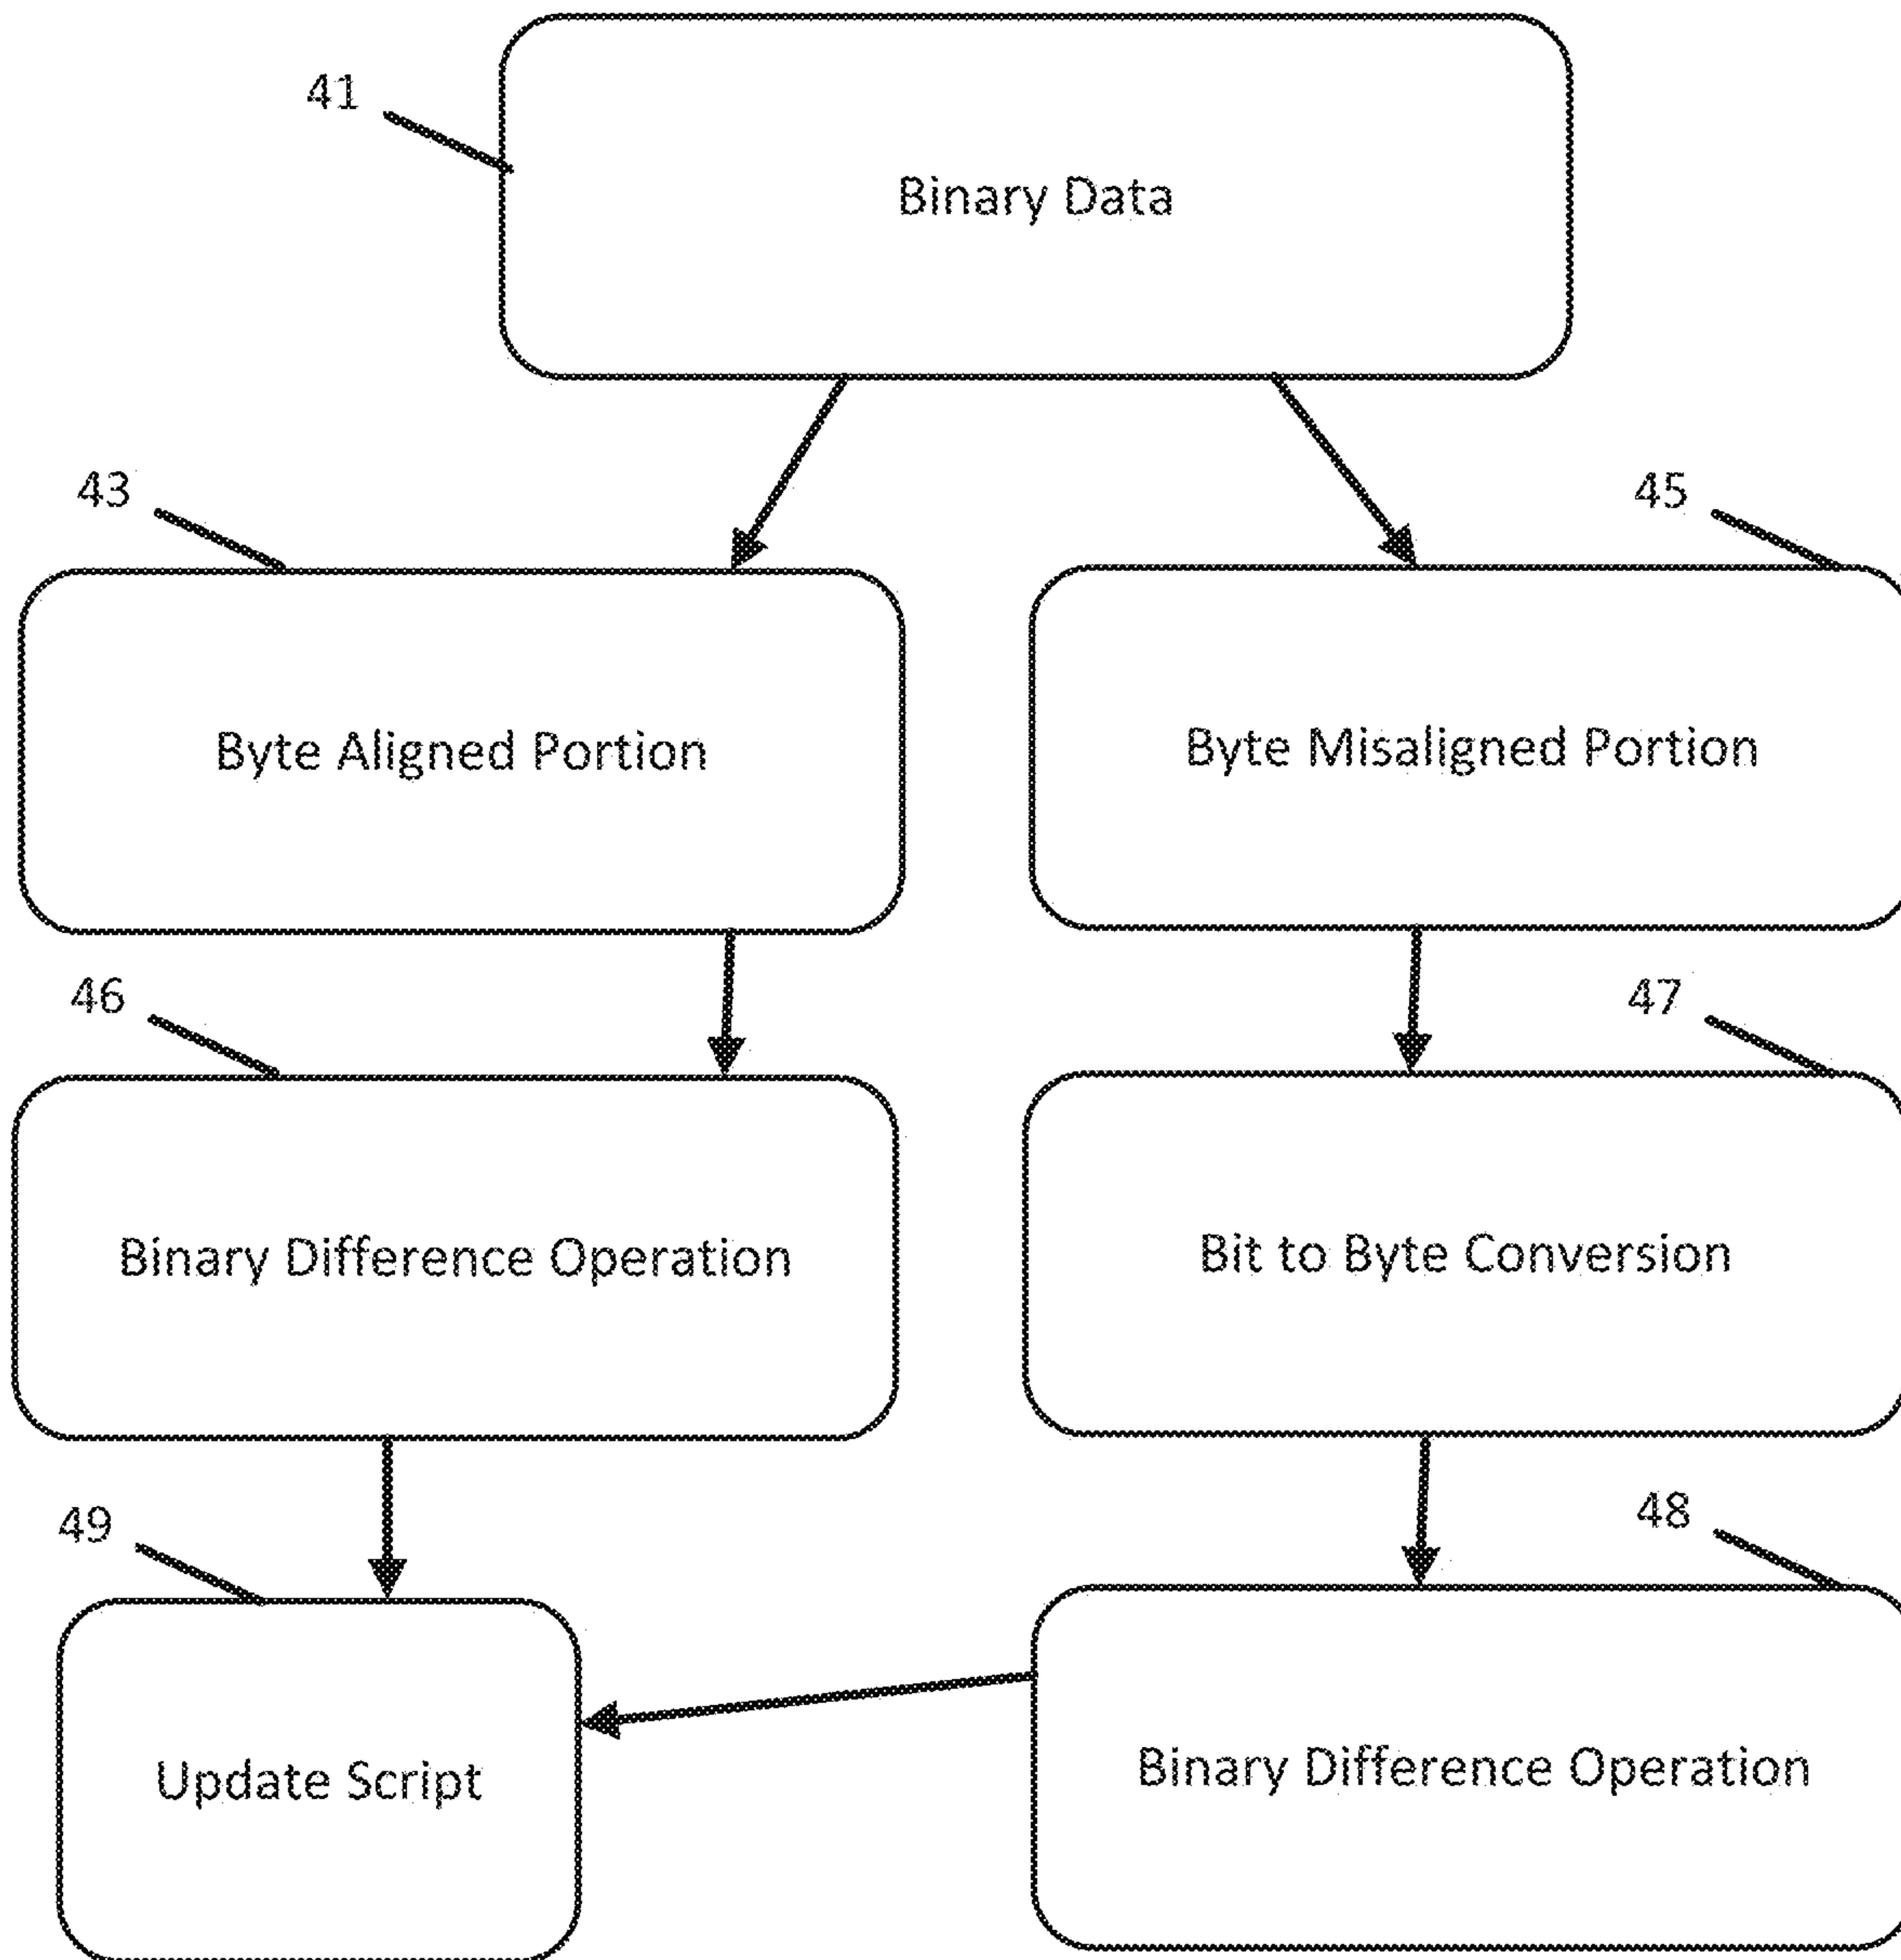 41
Binary Data
43
45
Byte Aligned Portion
Byte Misaligned Portion
46
47
Binary Difference Operation
Bit to Byte Conversion
49
48
Update Script
Binary Difference Operation